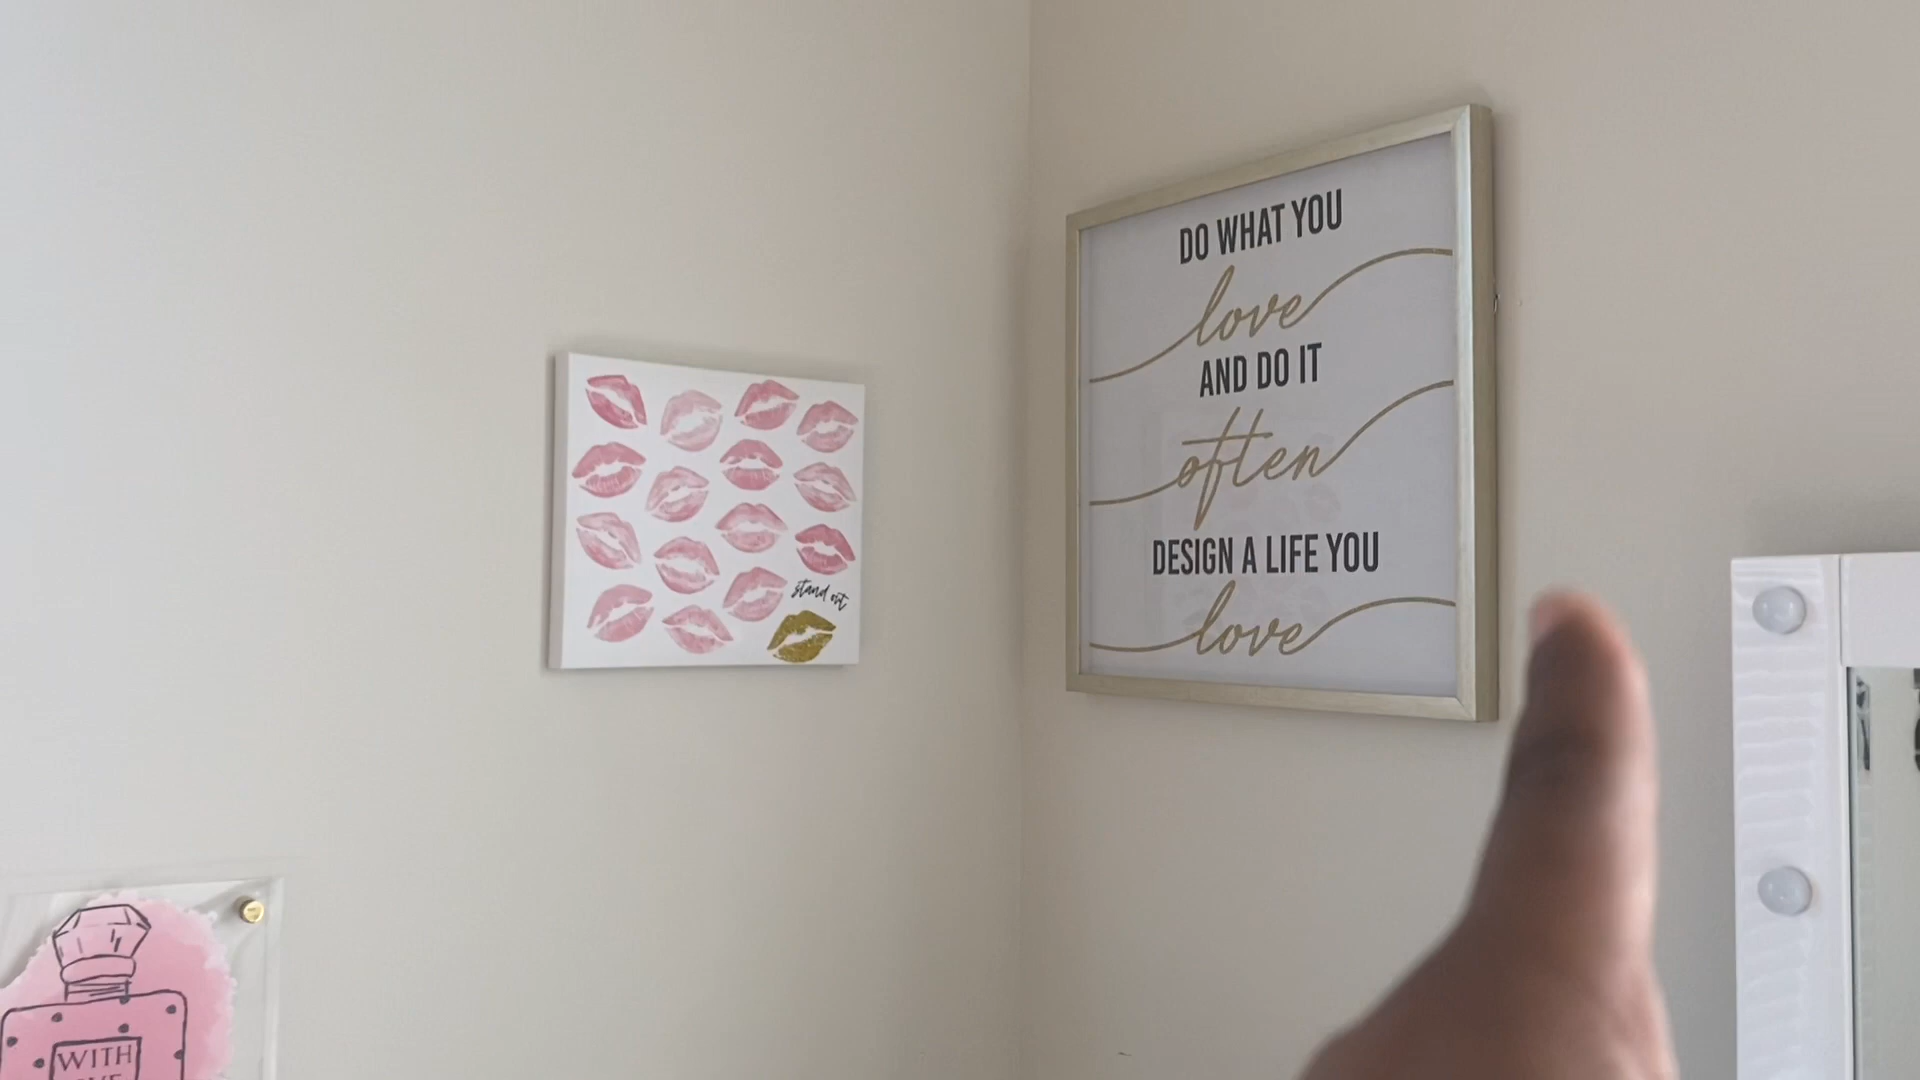 DO WHAT YOU
love
AND DO IT
often
DESIGN A LIFE YOU
love
stand out
WITH